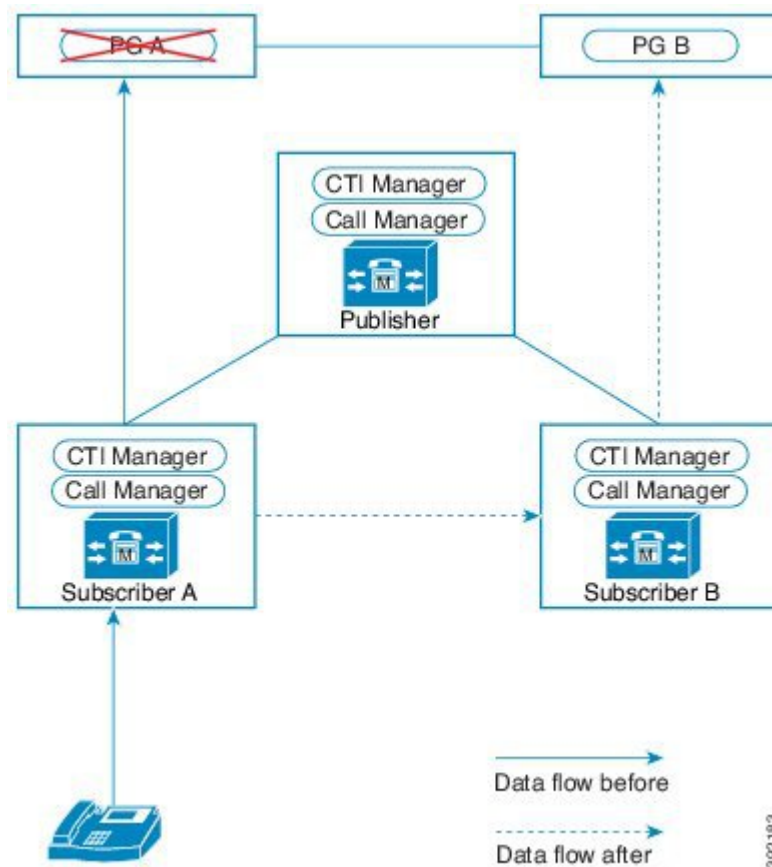 PG A
PG B
CTI Manager
Call Manager
M
Publisher
CTI Manager
Call Manager
M
Subscriber A
CTI Manager
Call Manager
M
Subscriber B
Data flow before
Data flow after